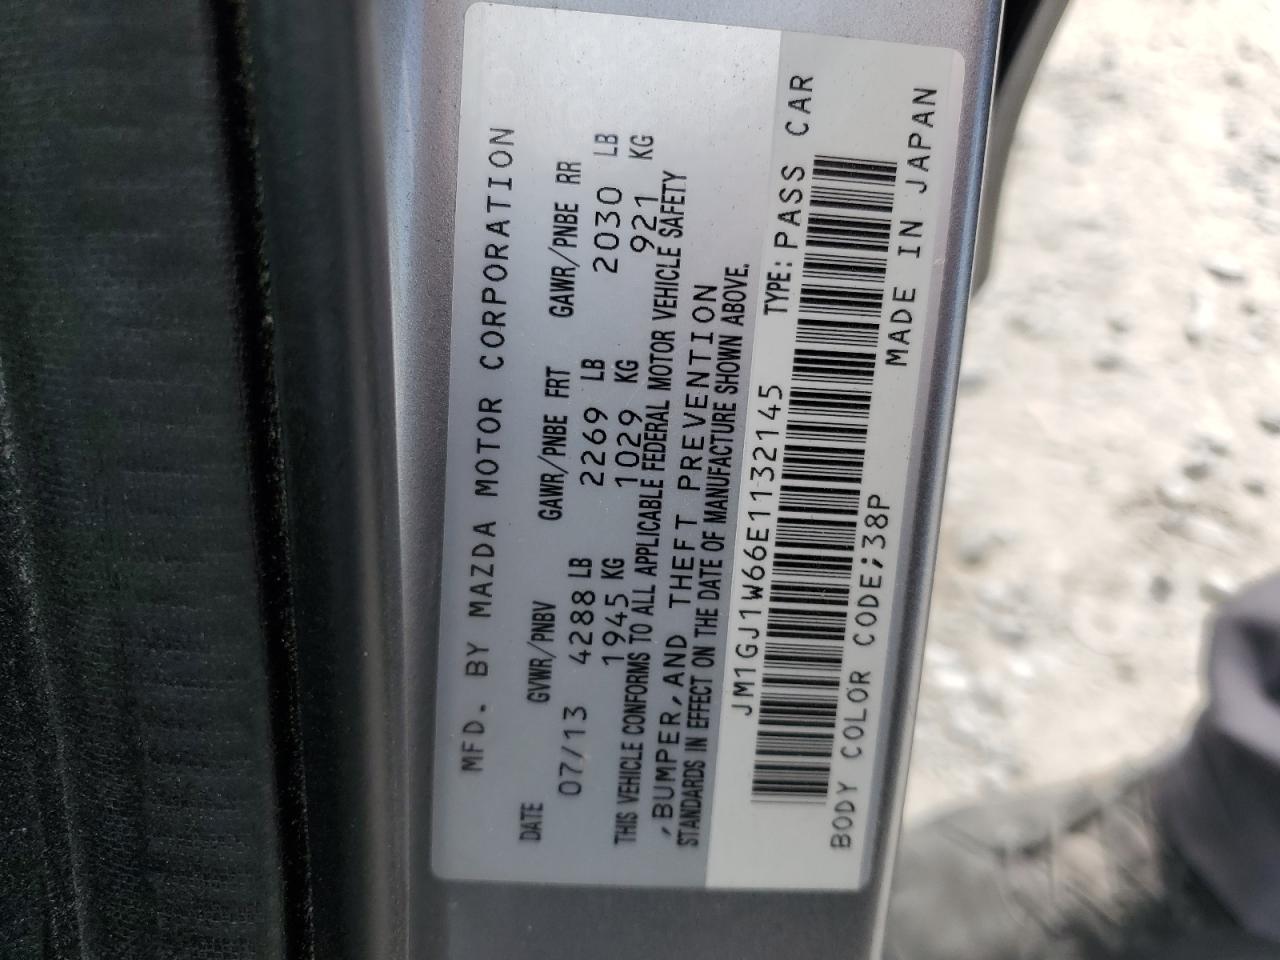 MFD. BY MAZDA MOTOR CORPORATION
DATE GVWR/PNBV GAWR/PNBE FRT GAWR/PNBE RR
07/13 4288 LB 2269 LB 2030 LB
1945 KG 1029 KG 921 KG
THIS VEHICLE CONFORMS TO ALL APPLICABLE FEDERAL MOTOR VEHICLE SAFETY
,BUMPER,AND THEFT PREVENTION
STANDARDS IN EFFECT ON THE DATE OF MANUFACTURE SHOWN ABOVE.
JM1GJ1W66E1132145 TYPE:PASS CAR
BODY COLOR CODE;38P MADE IN JAPAN